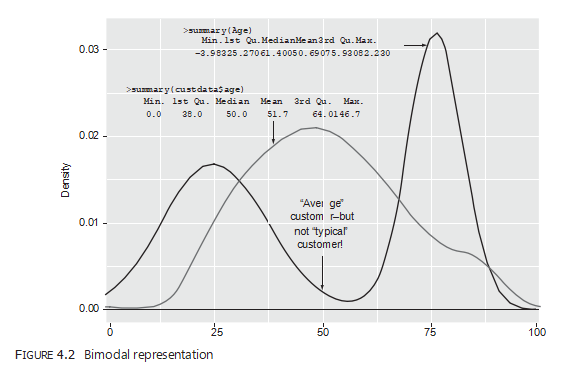 >summary(Age)
Min.1st Qu.MedianMean3rd Qu.Max.
–3.98325.27061.40050.69075.93082.230
>summary(custdata$age)
Min. 1st Qu. Median Mean 3rd Qu. Max.
0.0 38.0 50.0 51.7 64.0146.7
0.03
0.02
0.01
0.00
Density
“Aver ge”
custom r–but
not “typical”
customer!
0 25 50 75 100
FIGURE 4.2 Bimodal representation